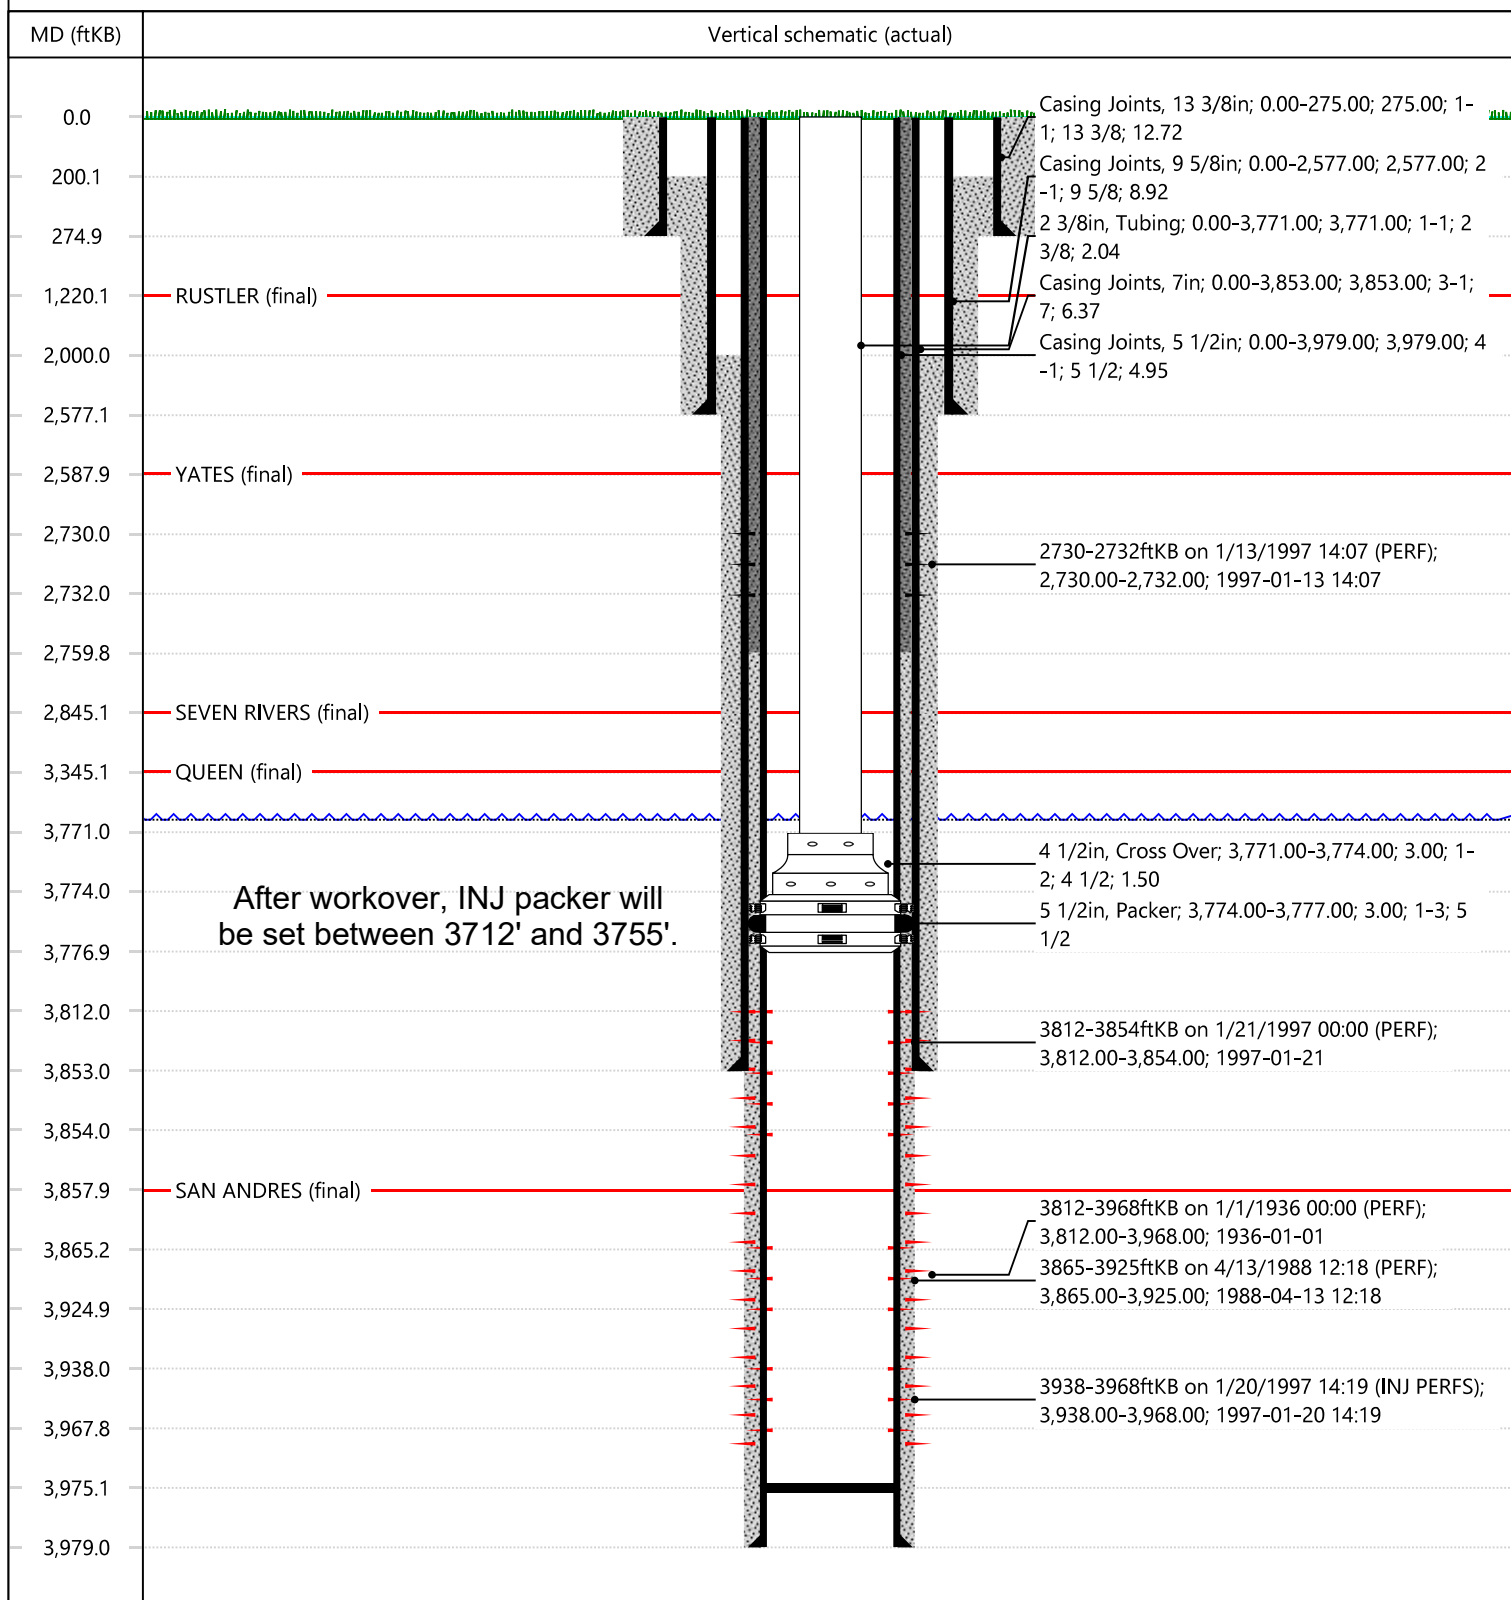 MD (ftKB)
Vertical schematic (actual)
0.0
200.1
274.9
1,220.1
2,000.0
2,577.1
2,587.9
2,730.0
2,732.0
2,759.8
2,845.1
3,345.1
3,771.0
3,774.0
3,776.9
3,812.0
3,853.0
3,854.0
3,857.9
3,865.2
3,924.9
3,938.0
3,967.8
3,975.1
3,979.0
RUSTLER (final)
YATES (final)
SEVEN RIVERS (final)
QUEEN (final)
After workover, INJ packer will
be set between 3712' and 3755'.
SAN ANDRES (final)
Casing Joints, 13 3/8in; 0.00-275.00; 275.00; 1-
1; 13 3/8; 12.72
Casing Joints, 9 5/8in; 0.00-2,577.00; 2,577.00; 2
-1; 9 5/8; 8.92
2 3/8in, Tubing; 0.00-3,771.00; 3,771.00; 1-1; 2
3/8; 2.04
Casing Joints, 7in; 0.00-3,853.00; 3,853.00; 3-1;
7; 6.37
Casing Joints, 5 1/2in; 0.00-3,979.00; 3,979.00; 4
-1; 5 1/2; 4.95
2730-2732ftKB on 1/13/1997 14:07 (PERF);
2,730.00-2,732.00; 1997-01-13 14:07
4 1/2in, Cross Over; 3,771.00-3,774.00; 3.00; 1-
2; 4 1/2; 1.50
5 1/2in, Packer; 3,774.00-3,777.00; 3.00; 1-3; 5
1/2
3812-3854ftKB on 1/21/1997 00:00 (PERF);
3,812.00-3,854.00; 1997-01-21
3812-3968ftKB on 1/1/1936 00:00 (PERF);
3,812.00-3,968.00; 1936-01-01
3865-3925ftKB on 4/13/1988 12:18 (PERF);
3,865.00-3,925.00; 1988-04-13 12:18
3938-3968ftKB on 1/20/1997 14:19 (INJ PERFS);
3,938.00-3,968.00; 1997-01-20 14:19